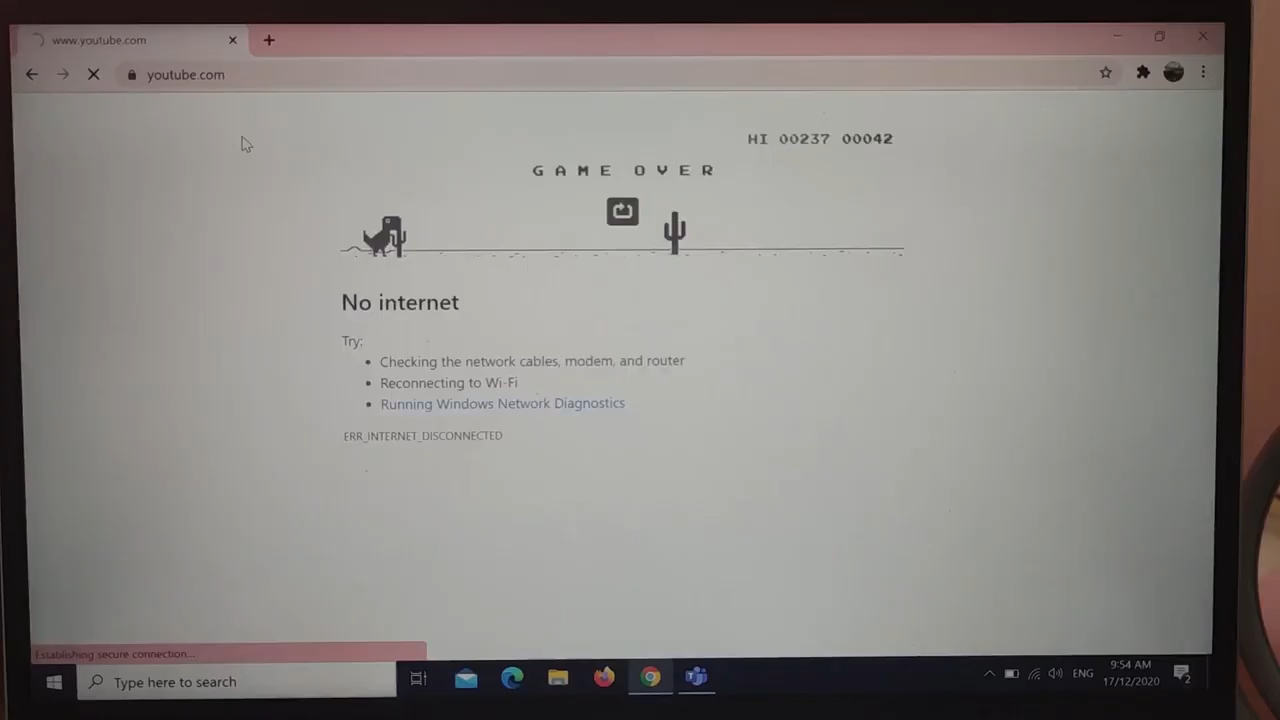 www.youtube.com
youtube.com
HI 00237 00042
GAME OVER
No internet
Try:
Checking the network cables, modem, and router
Reconnecting to Wi-Fi
Running Windows Network Diagnostics
ERR_INTERNET_DISCONNECTED
Establishing secure connection...
Type here to search
ENG
9:54 AM
17/12/2020
2